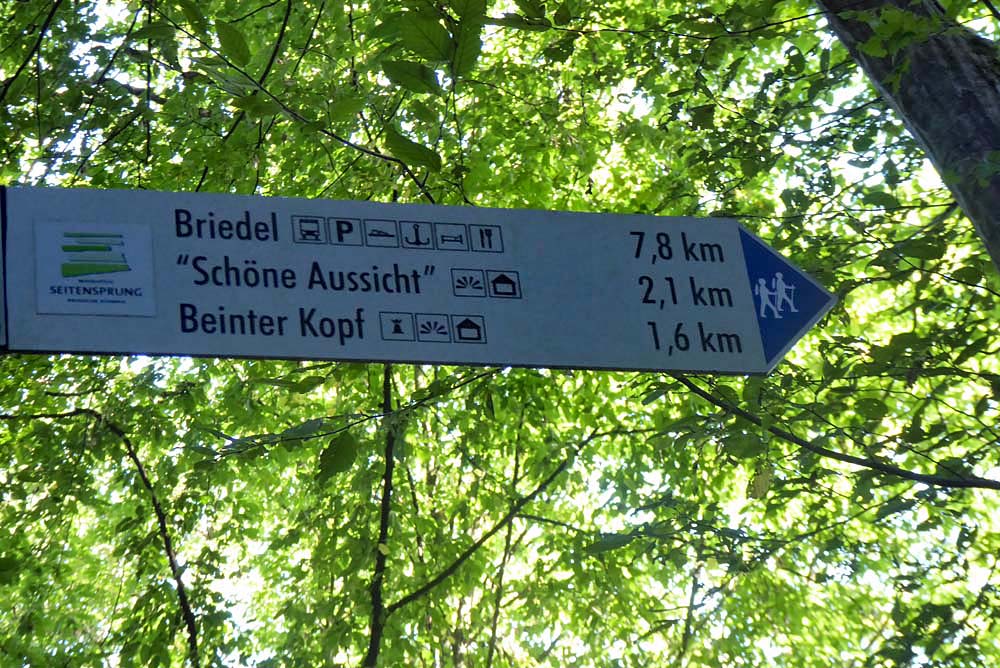 Briedel P 7,8 km
"Schöne Aussicht" 2,1 km
Beinter Kopf 1,6 km
SEITENSPRUNG